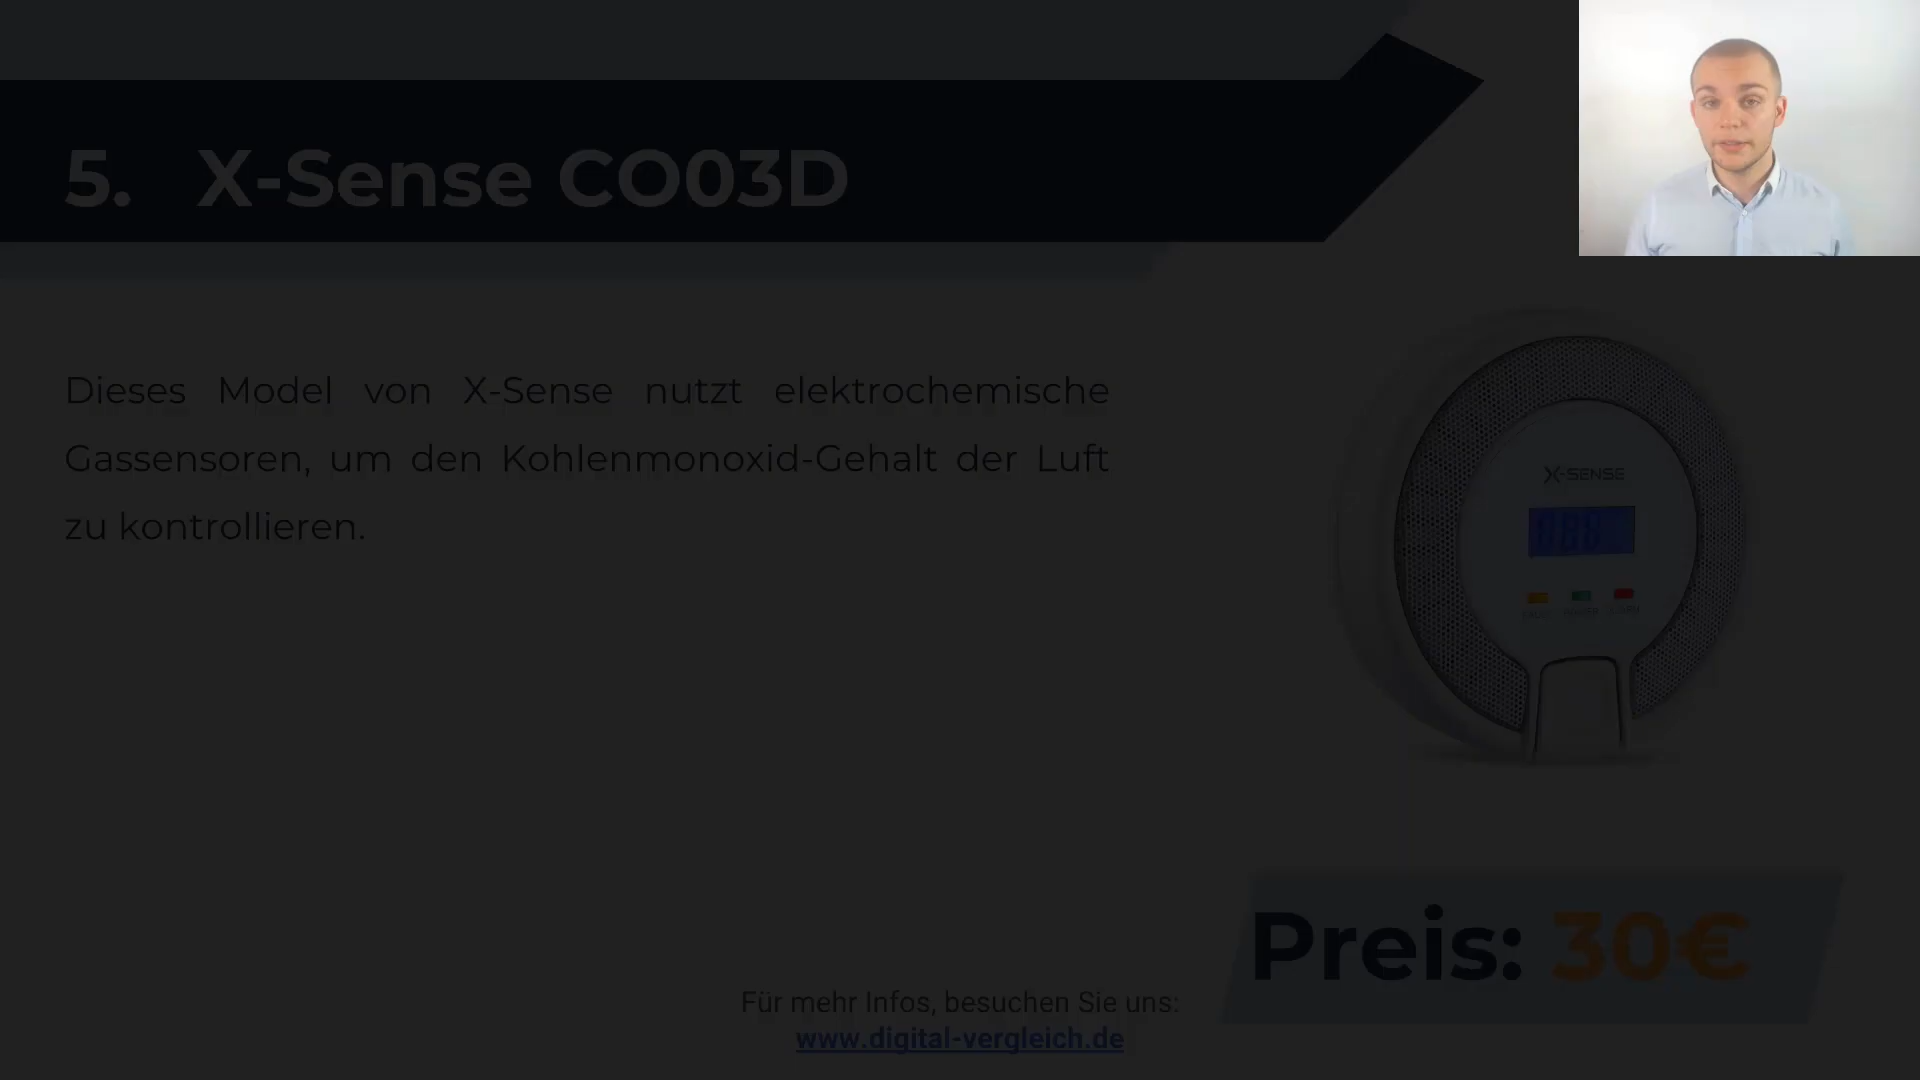 5. X-Sense CO03D
Dieses Model von X-Sense nutzt elektrochemische
Gassensoren, um den Kohlenmonoxid-Gehalt der Luft
zu kontrollieren.
X-SENSE
Preis: 30€
Für mehr Infos, besuchen Sie uns:
www.digital-vergleich.de